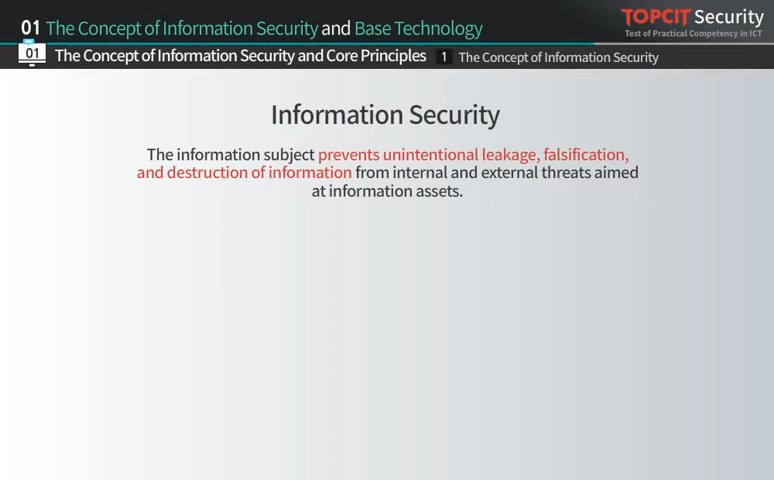 01 The Concept of Information Security and Base Technology
TOPCIT Security
Test of Practical Competency In ICT
01 The Concept of Information Security and Core Principles 1 The Concept of Information Security
Information Security
The information subject prevents unintentional leakage, falsification,
and destruction of information from internal and external threats aimed
at information assets.